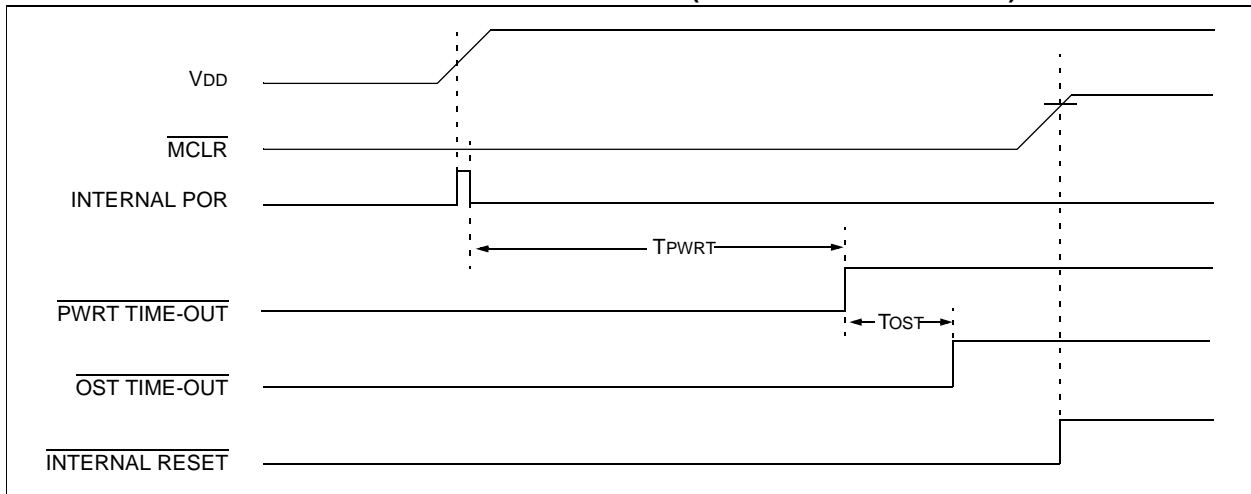 VDD
MCLR
INTERNAL POR
TPWRT
PWRT TIME-OUT
TOST
OST TIME-OUT
INTERNAL RESET